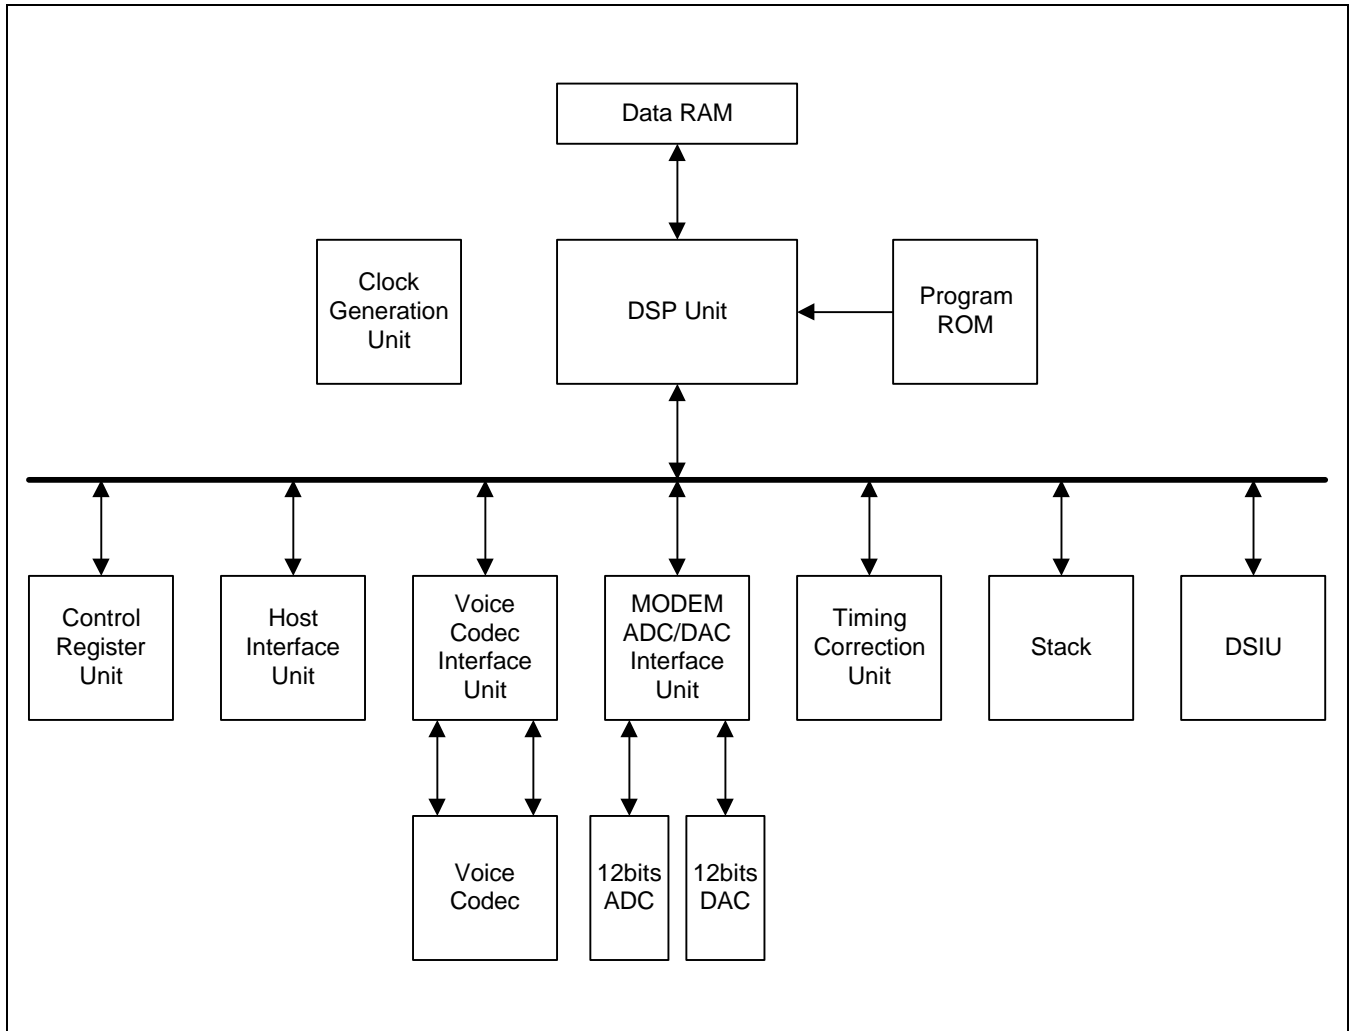 Data RAM
Clock
Generation
Unit
DSP Unit
Program
ROM
Control
Register
Unit
Host
Interface
Unit
Voice
Codec
Interface
Unit
MODEM
ADC/DAC
Interface
Unit
Timing
Correction
Unit
Stack
DSIU
Voice
Codec
12bits
ADC
12bits
DAC